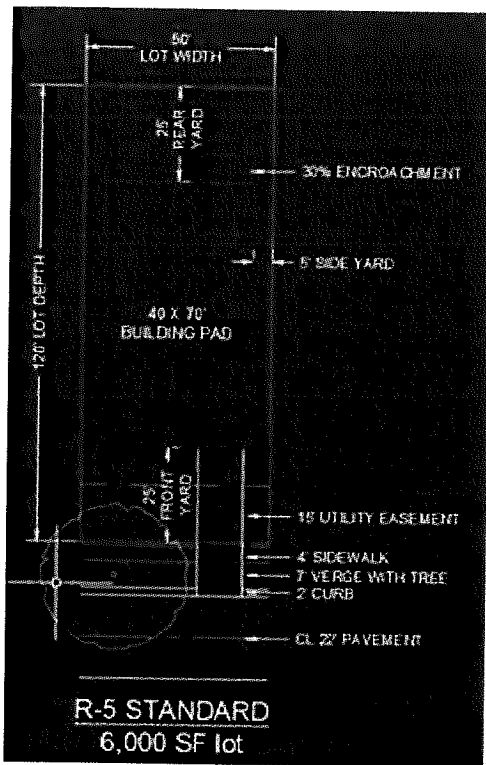 50'
LOT WIDTH
25
REAR
YARD
30% ENCROACHMENT
5' SIDE YARD
120' LOT DEPTH
40 X 70'
BUILDING PAD
25
FRONT
YARD
15' UTILITY EASEMENT
4' SIDEWALK
7' VERGE WITH TREE
2' CURB
CL 22' PAVEMENT
R-5 STANDARD
6,000 SF lot